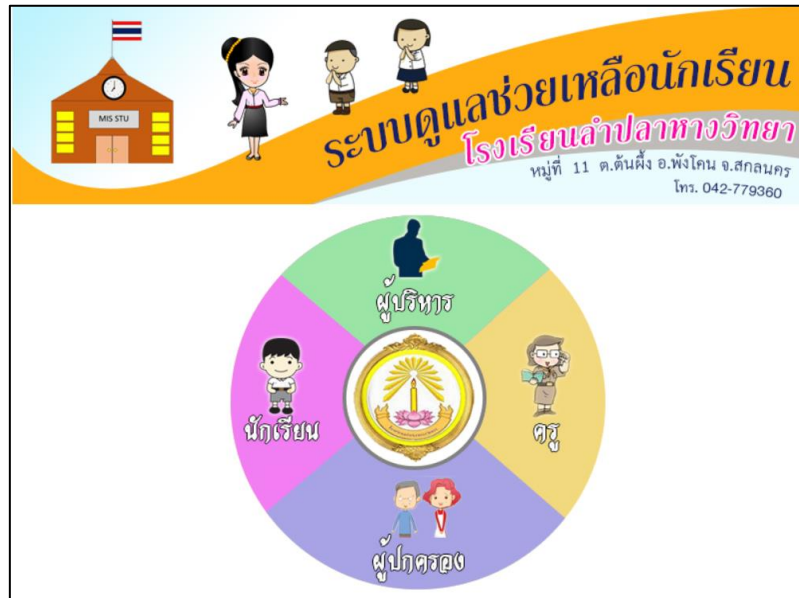 MIS STU
ระบบดูแลช่วยเหลือนักเรียน
โรงเรียนลำปลาหางวิทยา
หมู่ที่ 11 ต.ต้นผึ้ง อ.พังโคน จ.สกลนคร
โทร. 042-779360
ผู้บริหาร
นักเรียน
ครู
ผู้ปกครอง